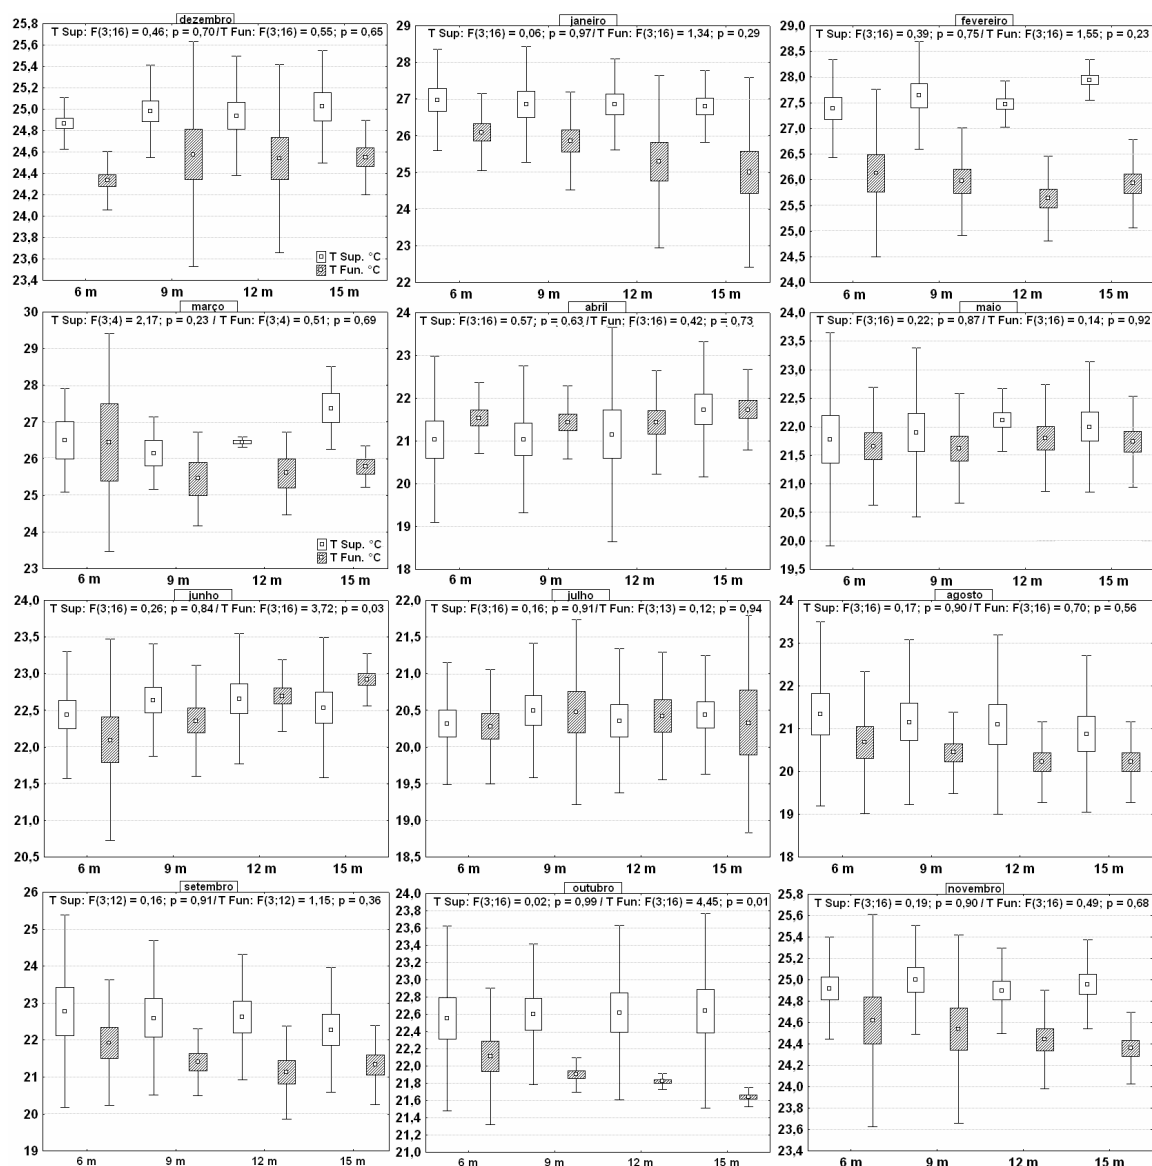 dezembro
T Sup: F(3;16) = 0,46; p = 0,70/T Fun: F(3;16) = 0,55; p = 0,65
25,8
25,6
25,4
25,2
25,0
24,8
24,6
24,4
24,2
24,0
23,8
23,6
23,4
T Sup. °C
T Fun. °C
6 m 9 m 12 m 15 m
janeiro
T Sup: F(3;16) = 0,06; p = 0,97/T Fun: F(3;16) = 1,34; p = 0,29
29
28
27
26
25
24
23
22
6 m 9 m 12 m 15 m
fevereiro
T Sup: F(3;16) = 0,39; p = 0,75/T Fun: F(3;16) = 1,55; p = 0,23
29,0
28,5
28,0
27,5
27,0
26,5
26,0
25,5
25,0
24,5
24,0
6 m 9 m 12 m 15 m
março
T Sup: F(3;4) = 2,17; p = 0,23 / T Fun: F(3;4) = 0,51; p = 0,69
30
29
28
27
26
25
24
23
T Sup. °C
T Fun. °C
6 m 9 m 12 m 15 m
abril
T Sup: F(3;16) = 0,57; p = 0,63/T Fun: F(3;16) = 0,42; p = 0,73
24
23
22
21
20
19
18
6 m 9 m 12 m 15 m
maio
T Sup: F(3;16) = 0,22; p = 0,87/T Fun: F(3;16) = 0,14; p = 0,92
24,0
23,5
23,0
22,5
22,0
21,5
21,0
20,5
20,0
19,5
6 m 9 m 12 m 15 m
junho
T Sup: F(3;16) = 0,26; p = 0,84/T Fun: F(3;16) = 3,72; p = 0,03
24,0
23,5
23,0
22,5
22,0
21,5
21,0
20,5
6 m 9 m 12 m 15 m
julho
T Sup: F(3;16) = 0,16; p = 0,91/T Fun: F(3;13) = 0,12; p = 0,94
22,0
21,5
21,0
20,5
20,0
19,5
19,0
18,5
6 m 9 m 12 m 15 m
agosto
T Sup: F(3;16) = 0,17; p = 0,90/T Fun: F(3;16) = 0,70; p = 0,56
24
23
22
21
20
19
18
6 m 9 m 12 m 15 m
setembro
T Sup: F(3;12) = 0,16; p = 0,91/T Fun: F(3;12) = 1,15; p = 0,36
26
25
24
23
22
21
20
19
6 m 9 m 12 m 15 m
outubro
T Sup: F(3;16) = 0,02; p = 0,99/T Fun: F(3;16) = 4,45; p = 0,01
24,0
23,8
23,6
23,4
23,2
23,0
22,8
22,6
22,4
22,2
22,0
21,8
21,6
21,4
21,2
21,0
6 m 9 m 12 m 15 m
novembro
T Sup: F(3;16) = 0,19; p = 0,90/T Fun: F(3;16) = 0,49; p = 0,68
25,8
25,6
25,4
25,2
25,0
24,8
24,6
24,4
24,2
24,0
23,8
23,6
23,4
6 m 9 m 12 m 15 m